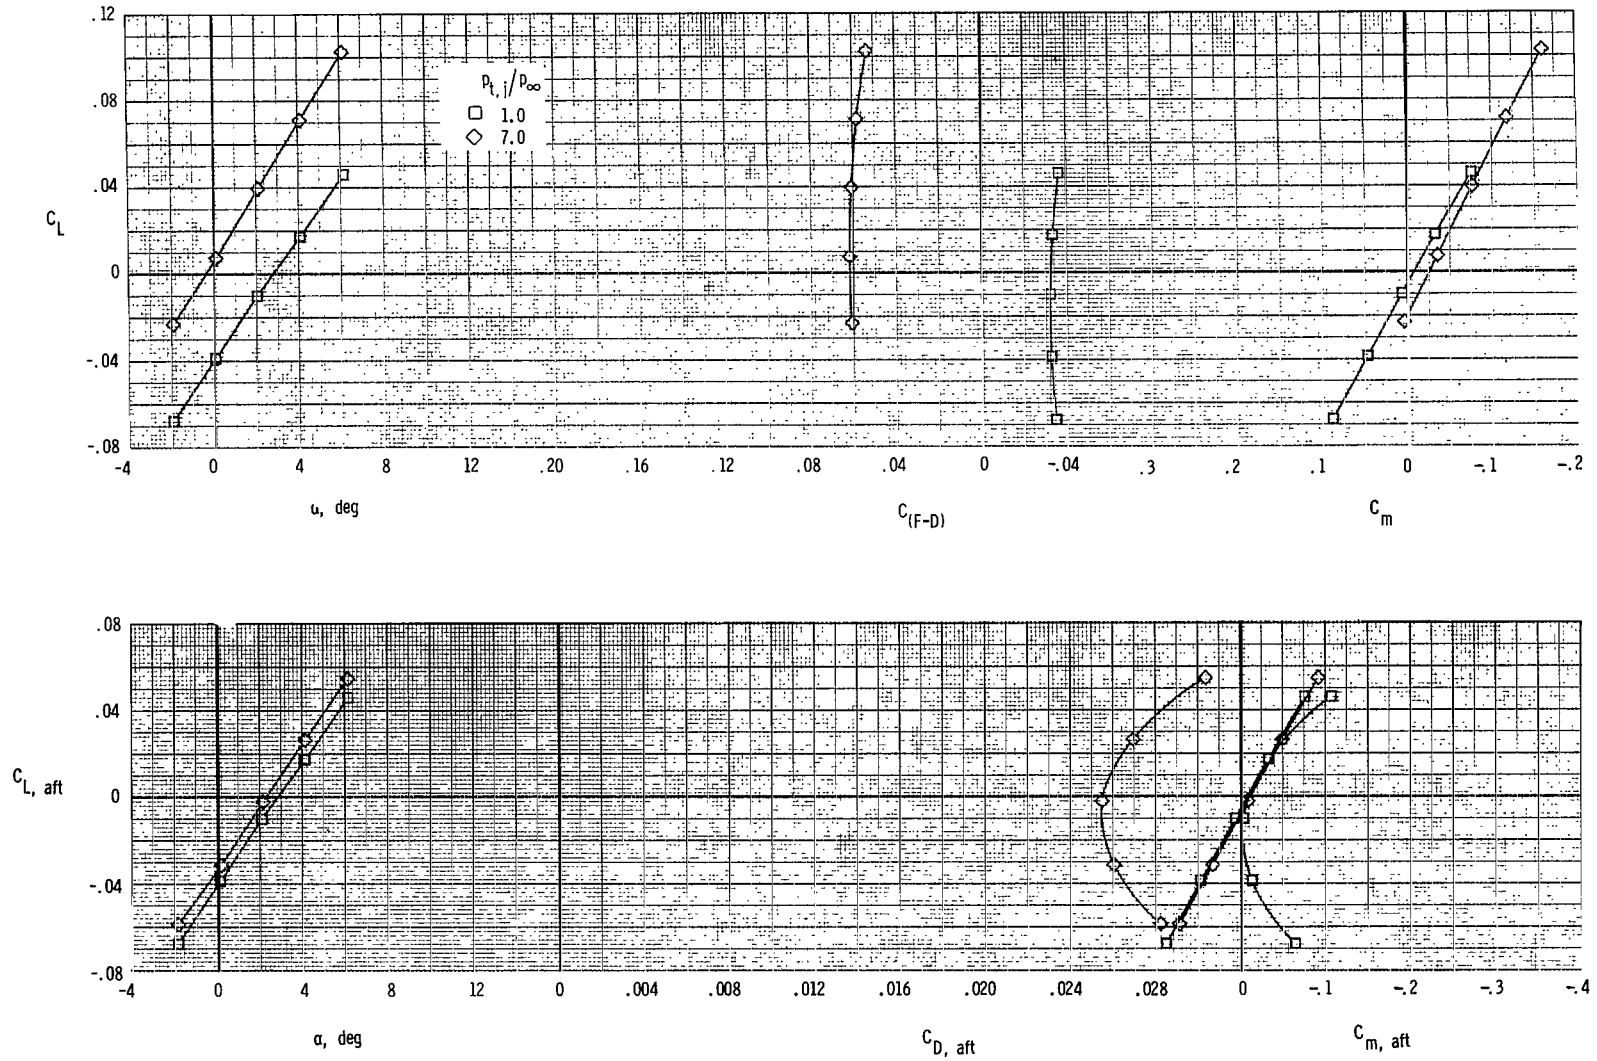 .12
.08
.04
C_L
0
-.04
-.08
p_t,j/p_∞
□ 1.0
◇ 7.0
-4 0 4 8 12 .20 .16 .12 .08 .04 0 -.04 .3 .2 .1 0 -.1 -.2
α, deg C_(F-D) C_m
.08
.04
C_L, aft
0
-.04
-.08
-4 0 4 8 12 0 .004 .008 .012 .016 .020 .024 .028 0 -.1 -.2 -.3 -.4
α, deg C_D, aft C_m, aft